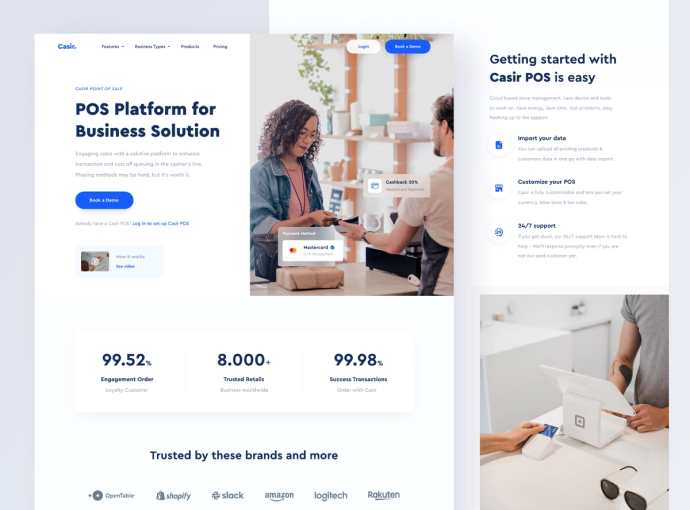 Casir.
Features
Business Types
Products
Pricing
Login
Book a Demo
CASIR POINT OF SALE
POS Platform for
Business Solution
Engaging users with a solutive platform to enhance
transaction and cuts off queuing in the cashier's line.
Phasing methods may be hard, but it's worth it.
Book a Demo
Already have a Casir POS? Log in to set up Casir POS
How it works
See video
Cashback 30%
Mastercard Payment
Payment Method
Mastercard
99.52%
Engagement Order
Loyalty Customer
8.000+
Trusted Retails
Business worldwide
99.98%
Success Transactions
Order with Casir
Trusted by these brands and more
OpenTable
shopify
slack
amazon
logitech
Rakuten
Getting started with
Casir POS is easy
Cloud based store management. Less device and tools
to work on. Save energy, save time. Got problems, easy
hooking up to the support
Import your data
You can upload all existing products &
customers data in one go with data import.
Customize your POS
Casir is fully customizable and lets you set your
currency, time zone & tax rules.
24/7 support
If you get stuck, our 24/7 support team is here to
help – We'll respond promptly even if you are
not our paid customer yet.